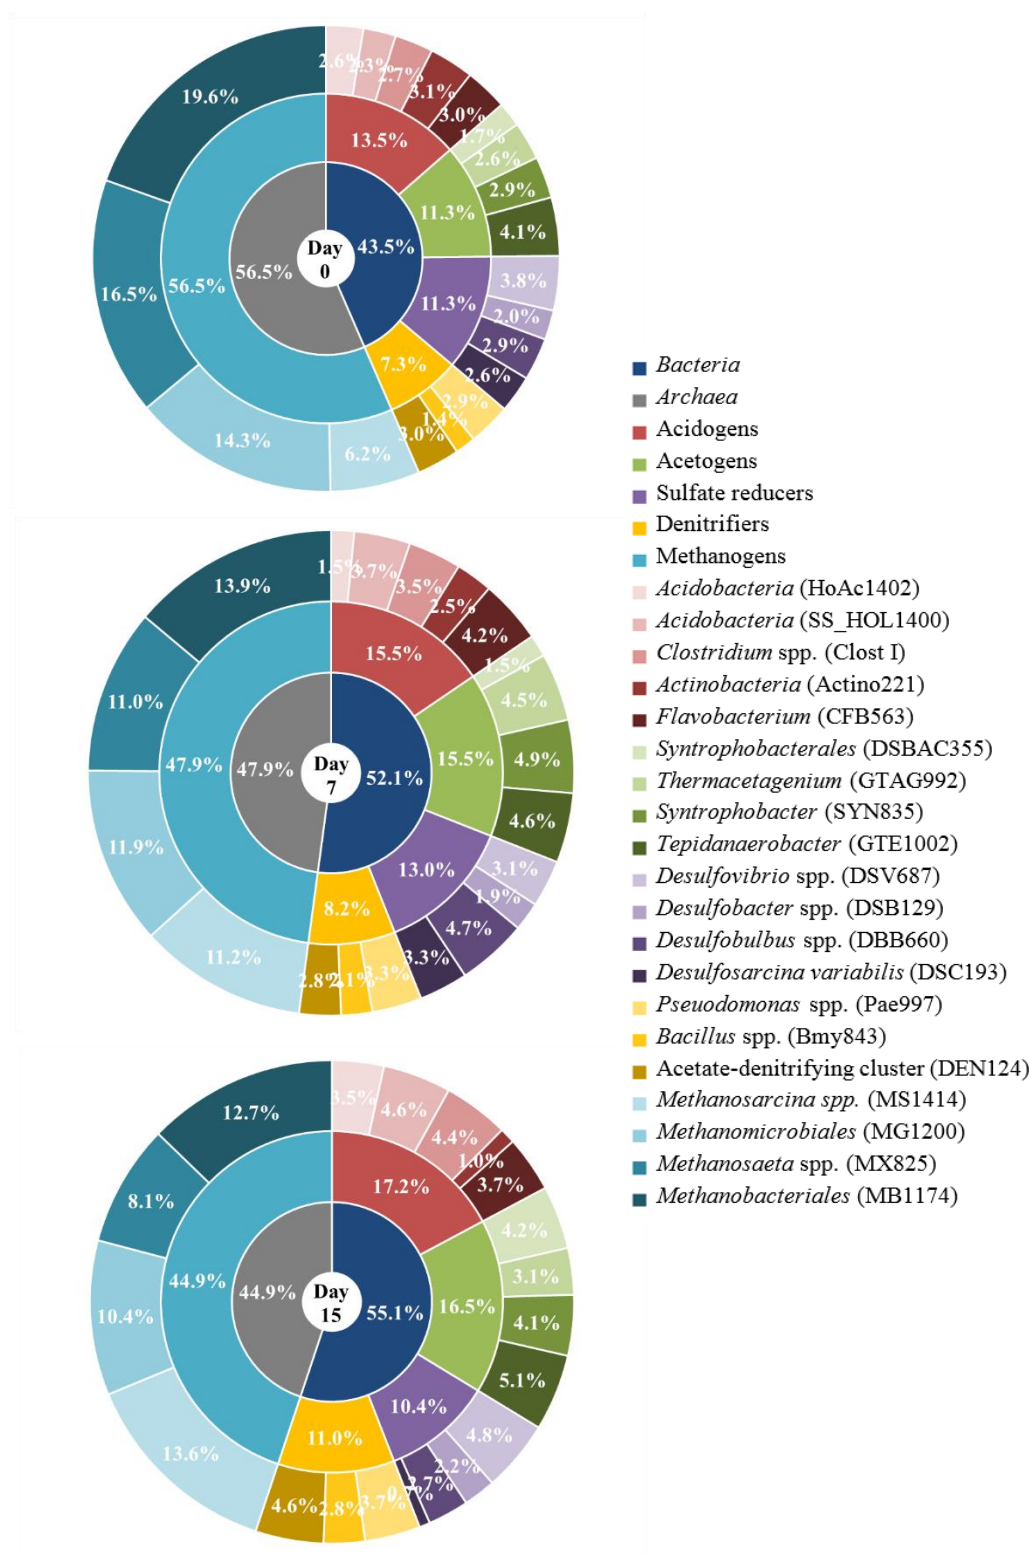 2.6%
2.3%
2.7%
3.1%
3.0%
19.6%
13.5%
1.7%
2.6%
2.9%
11.3%
4.1%
Day
0
43.5%
56.5%
56.5%
16.5%
3.8%
11.3%
2.0%
2.9%
2.6%
7.3%
2.9%
1.4%
3.0%
14.3%
6.2%
1.5%
3.7%
3.5%
2.5%
4.2%
13.9%
15.5%
1.5%
4.5%
11.0%
15.5%
4.9%
Day
7
52.1%
47.9%
47.9%
4.6%
11.9%
13.0%
3.1%
1.9%
4.7%
8.2%
3.3%
3.3%
2.1%
2.8%
11.2%
3.5%
4.6%
4.4%
1.0%
3.7%
12.7%
17.2%
8.1%
4.2%
3.1%
44.9%
44.9%
Day
15
55.1%
16.5%
4.1%
10.4%
5.1%
10.4%
4.8%
2.2%
2.7%
11.0%
3.7%
2.8%
4.6%
13.6%
Bacteria
Archaea
Acidogens
Acetogens
Sulfate reducers
Denitrifiers
Methanogens
Acidobacteria (HoAc1402)
Acidobacteria (SS_HOL1400)
Clostridium spp. (Clost I)
Actinobacteria (Actino221)
Flavobacterium (CFB563)
Syntrophobacterales (DSBAC355)
Thermacetagenium (GTAG992)
Syntrophobacter (SYN835)
Tepidanaerobacter (GTE1002)
Desulfovibrio spp. (DSV687)
Desulfobacter spp. (DSB129)
Desulfobulbus spp. (DBB660)
Desulfosarcina variabilis (DSC193)
Pseuodomonas spp. (Pae997)
Bacillus spp. (Bmy843)
Acetate-denitrifying cluster (DEN124)
Methanosarcina spp. (MS1414)
Methanomicrobiales (MG1200)
Methanosaeta spp. (MX825)
Methanobacteriales (MB1174)